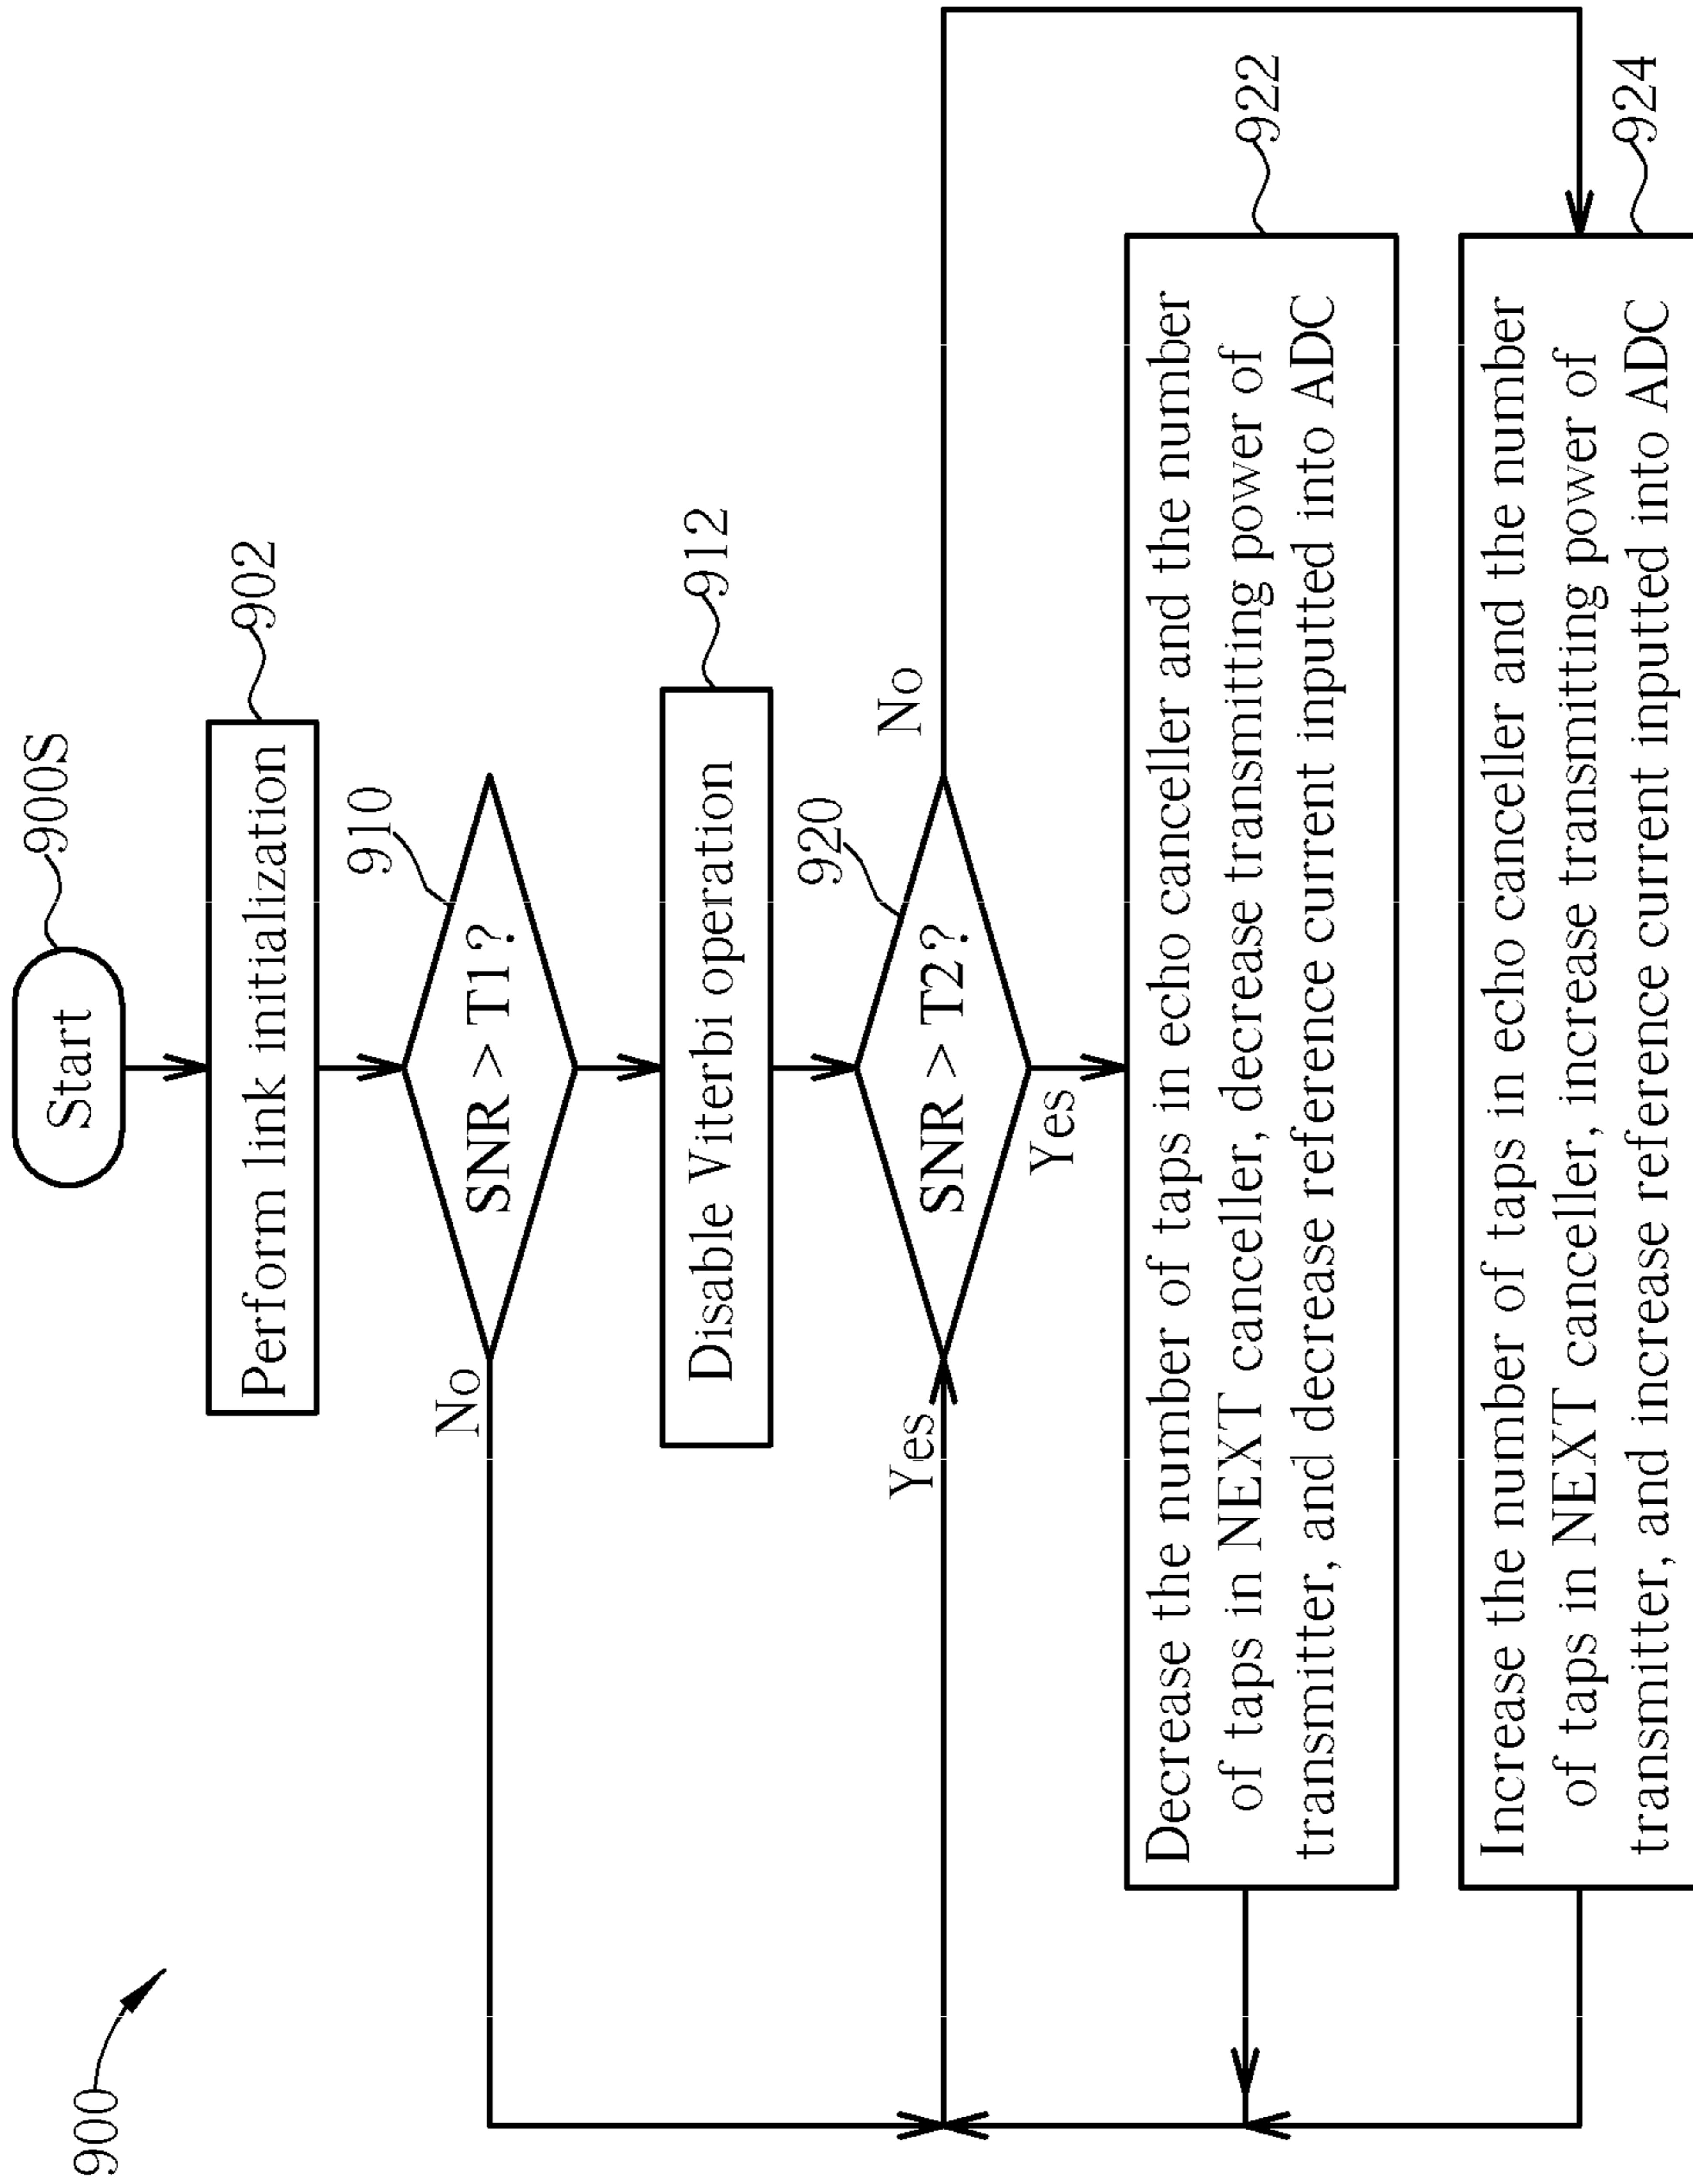 900
Start
900S
Perform link initialization
902
910
SNR > T1?
No
Disable Viterbi operation
912
920
SNR > T2?
Yes
No
Yes
Decrease the number of taps in echo canceller and the number
of taps in NEXT canceller, decrease transmitting power of
transmitter, and decrease reference current inputted into ADC
922
Increase the number of taps in echo canceller and the number
of taps in NEXT canceller, increase transmitting power of
transmitter, and increase reference current inputted into ADC
924